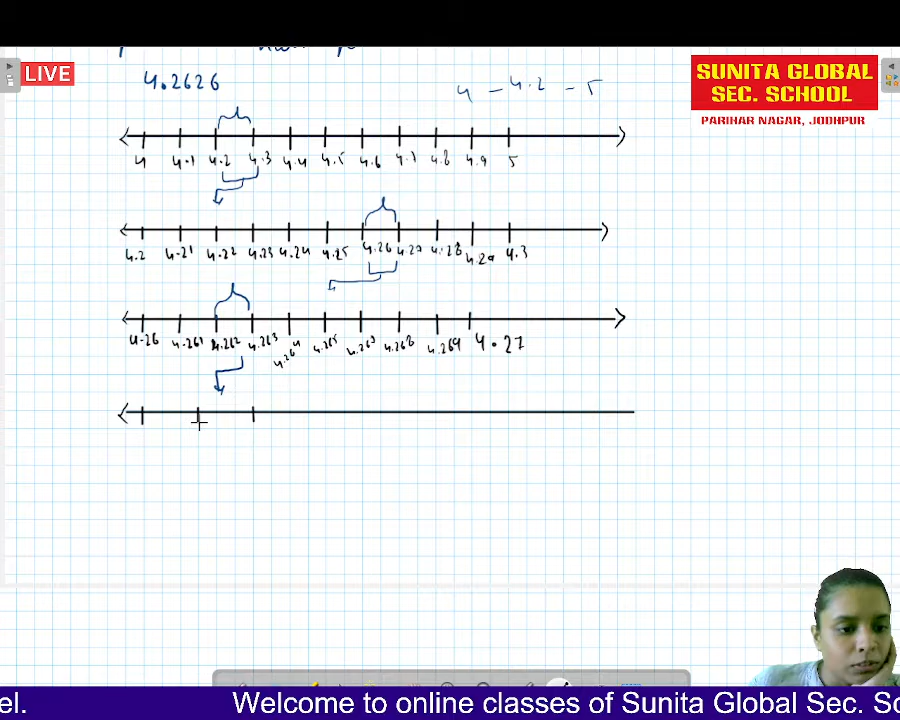 LIVE
SUNITA GLOBAL
SEC. SCHOOL
PARIHAR NAGAR, JODHPUR
4.2626
4 - 4.2 - 5
4 4.1 4.2 4.3 4.4 4.5 4.6 4.7 4.8 4.9 5
4.2 4.21 4.22 4.23 4.24 4.25 4.26 4.27 4.28 4.29 4.3
4.26 4.261 4.262 4.263 4.264 4.265 4.268 4.269 4.27
el. Welcome to online classes of Sunita Global Sec. Sc